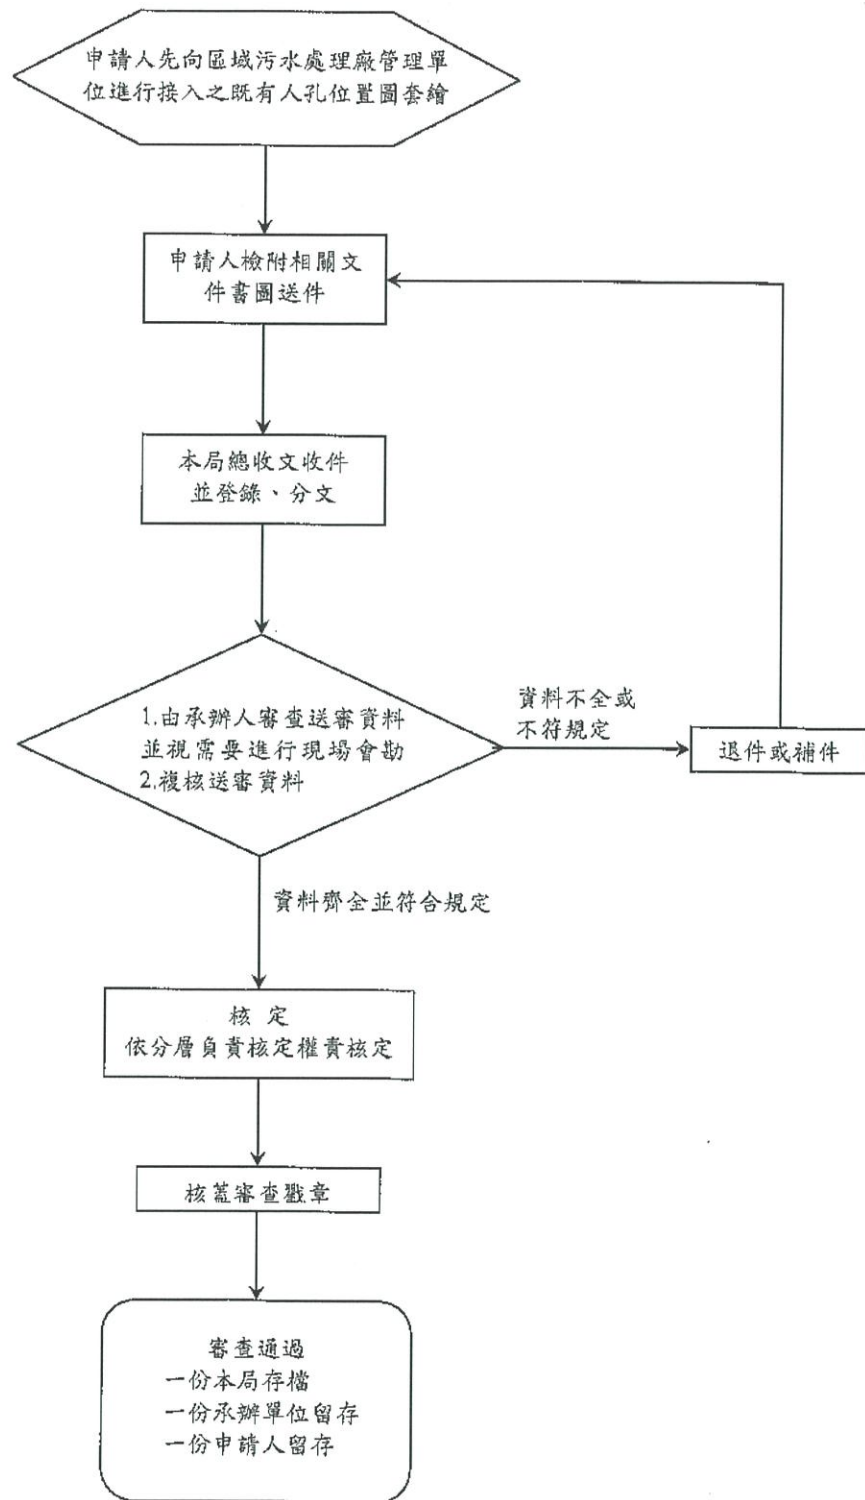 申請人先向區域污水處理廠管理單
位進行接入之既有人孔位置圖套繪
申請人檢附相關文
件書圖送件
本局總收文收件
並登錄、分文
1.由承辦人審查送審資料
並視需要進行現場會勘
2.複核送審資料
資料不全或
不符規定
退件或補件
資料齊全並符合規定
核 定
依分層負責核定權責核定
核蓋審查戳章
審查通過
一份本局存檔
一份承辦單位留存
一份申請人留存